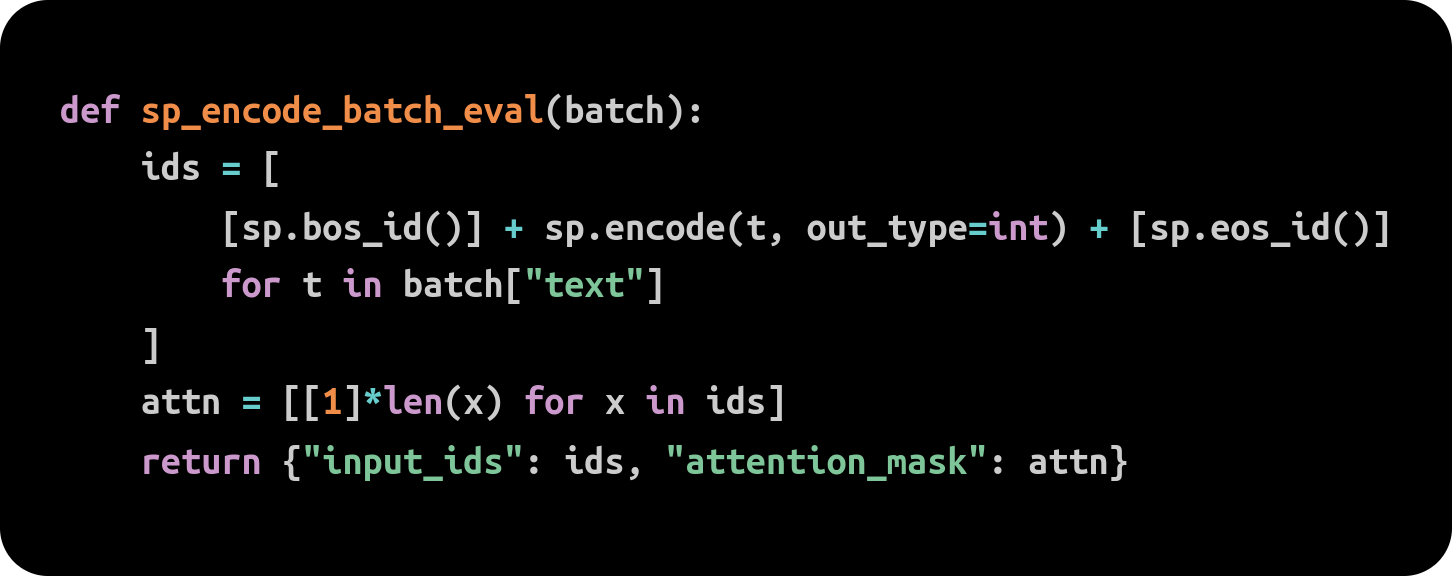 def sp_encode_batch_eval(batch):
    ids = [
        [sp.bos_id()] + sp.encode(t, out_type=int) + [sp.eos_id()]
        for t in batch["text"]
    ]
    attn = [[1]*len(x) for x in ids]
    return {"input_ids": ids, "attention_mask": attn}